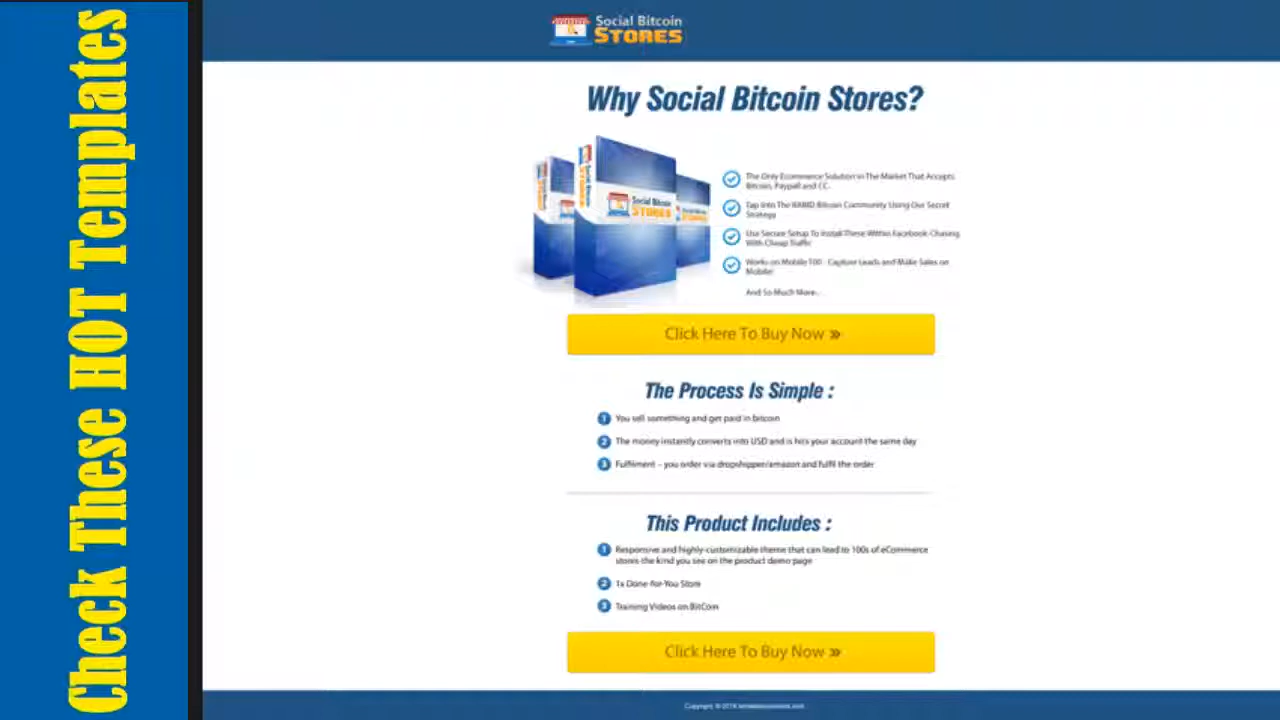 Check These HOT Templates
Social Bitcoin
STORES
Why Social Bitcoin Stores?
Social Bitcoin
STORES
The Only Ecommerce Solution in The Market That Accepts
Bitcoin, Paypall and CC.
Tap Into The RABID Bitcoin Community Using Our Secret
Strategy
Use Secure Setup To Install These Within Facebook Chasing
With Cheap Traffic
Works on Mobile TOO - Capture Leads and Make Sales on
Mobile!
And So Much More...
Click Here To Buy Now »
The Process Is Simple :
1 You sell something and get paid in bitcoin
2 The money instantly converts into USD and is hits your account the same day
3 Fulfilment – you order via dropshipper/amazon and fulfil the order
This Product Includes :
1 Responsive and highly-customizable theme that can lead to 100s of eCommerce
stores the kind you see on the product demo page
2 1x Done-For-You Store
3 Training Videos on BitCoin
Click Here To Buy Now »
Copyright ©